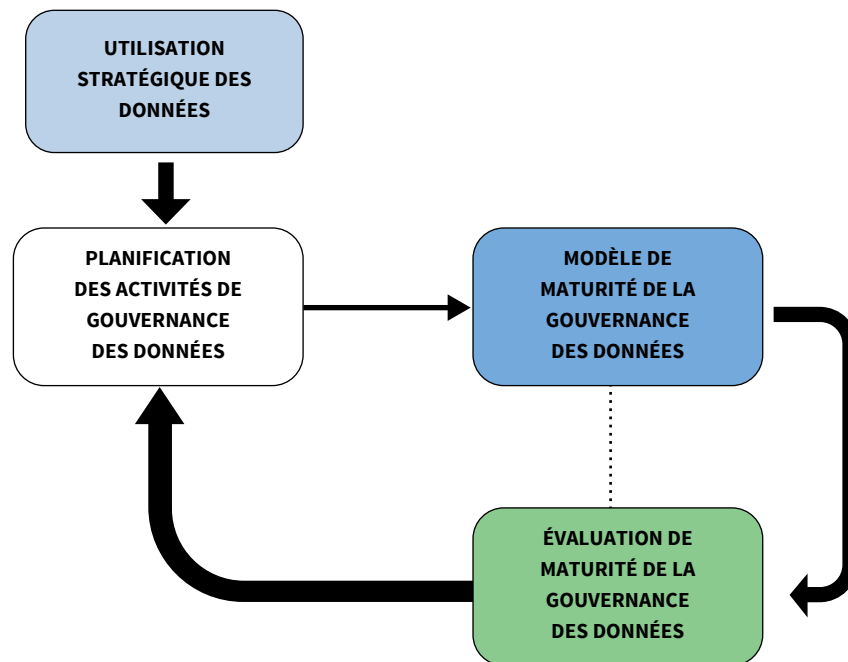 UTILISATION
STRATÉGIQUE DES
DONNÉES
PLANIFICATION
DES ACTIVITÉS DE
GOUVERNANCE
DES DONNÉES
MODÈLE DE
MATURITÉ DE LA
GOUVERNANCE
DES DONNÉES
ÉVALUATION DE
MATURITÉ DE LA
GOUVERNANCE
DES DONNÉES